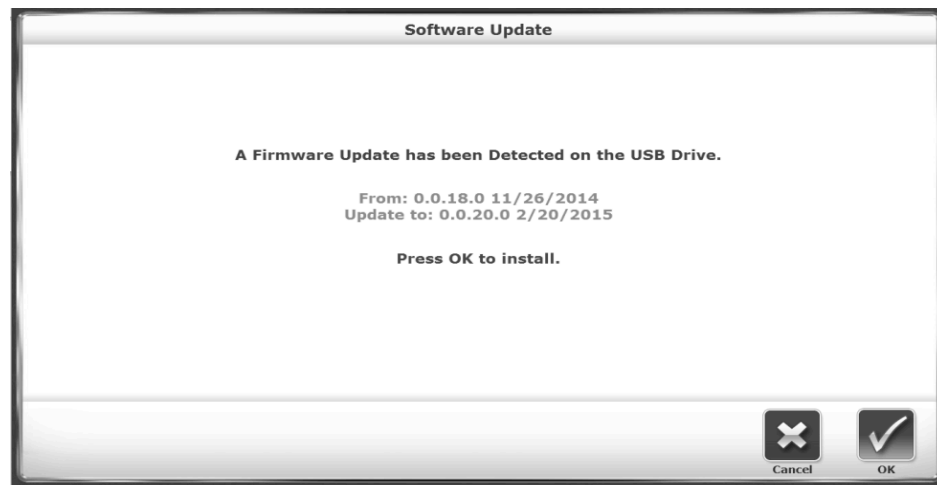 Software Update
A Firmware Update has been Detected on the USB Drive.
From: 0.0.18.0 11/26/2014
Update to: 0.0.20.0 2/20/2015
Press OK to install.
Cancel
OK